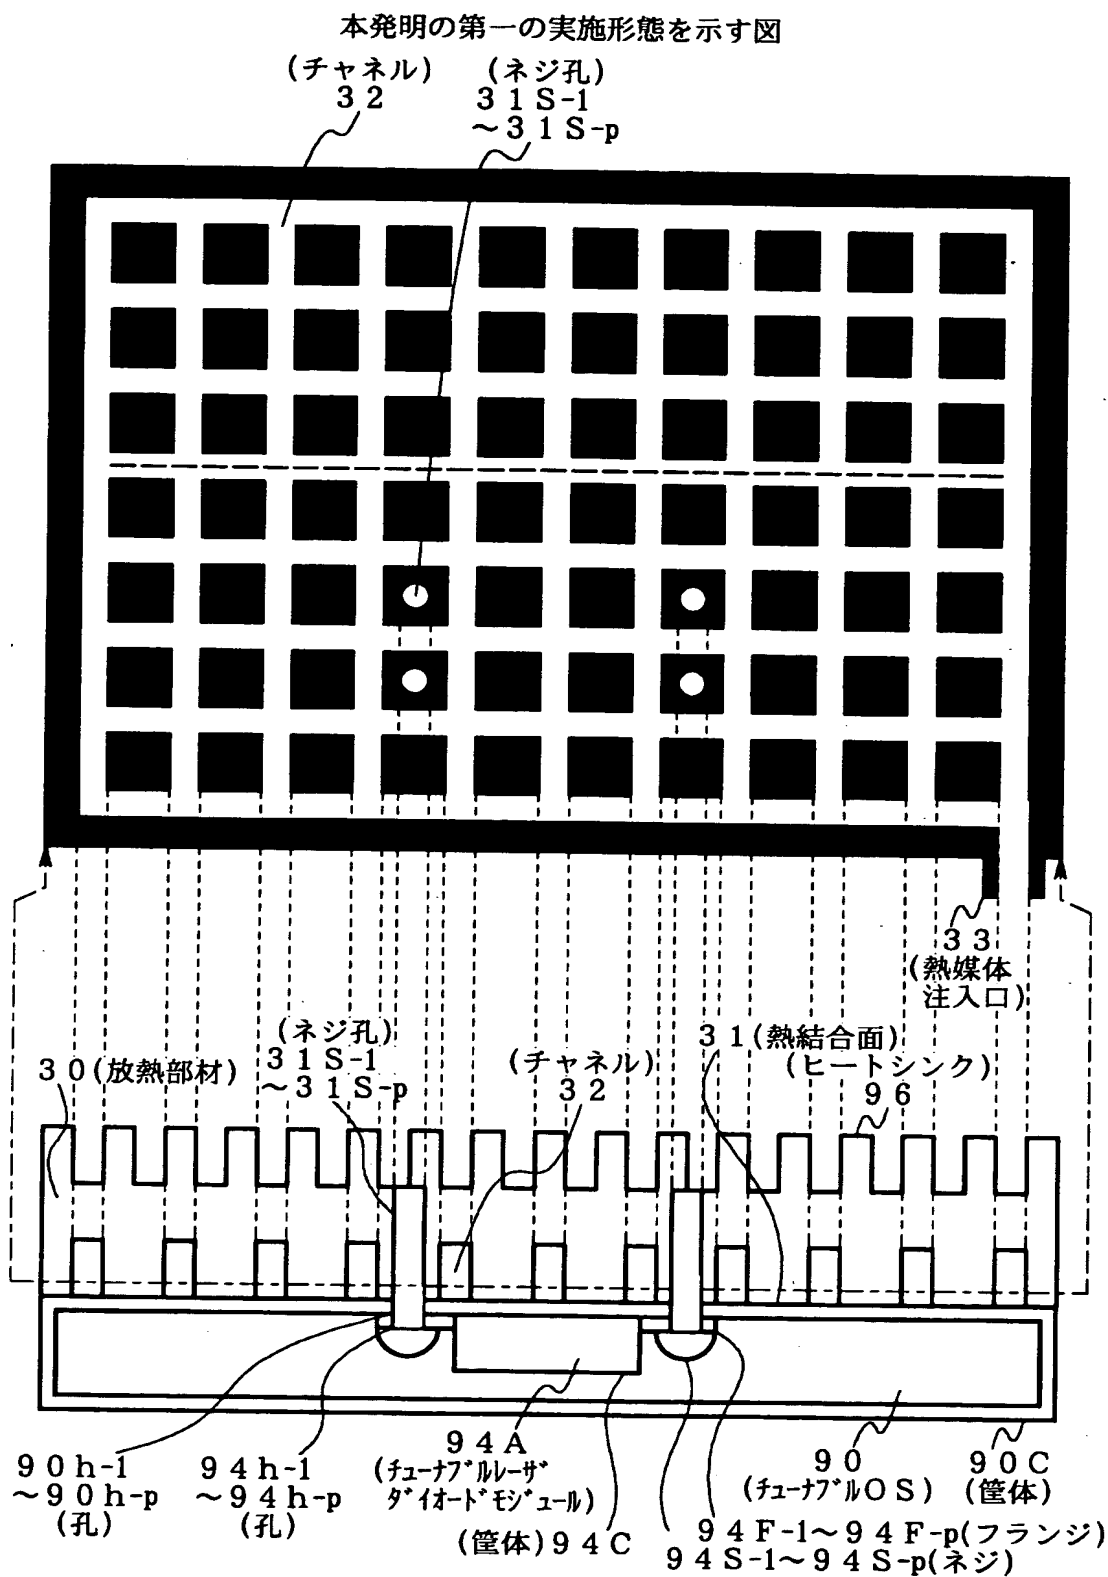 本発明の第一の実施形態を示す図
(チャネル)
３２
(ネジ孔)
３１Ｓ-1
～３１Ｓ-p
３３
(熱媒体
注入口)
３０(放熱部材)
(ネジ孔)
３１Ｓ-1
～３１Ｓ-p
(チャネル)
３２
３１(熱結合面)
(ヒートシンク)
９６
９０h-1
～９０h-p
(孔)
９４h-1
～９４h-p
(孔)
９４Ａ
(ﾁｭｰﾅﾌﾞﾙﾚｰｻﾞ
ﾀﾞｲｵｰﾄﾞﾓｼﾞｭｰﾙ)
(筐体)９４Ｃ
９０
(ﾁｭｰﾅﾌﾞﾙＯＳ)
９０Ｃ
(筐体)
９４Ｆ-1～９４Ｆ-p(フランジ)
９４Ｓ-1～９４Ｓ-p(ネジ)